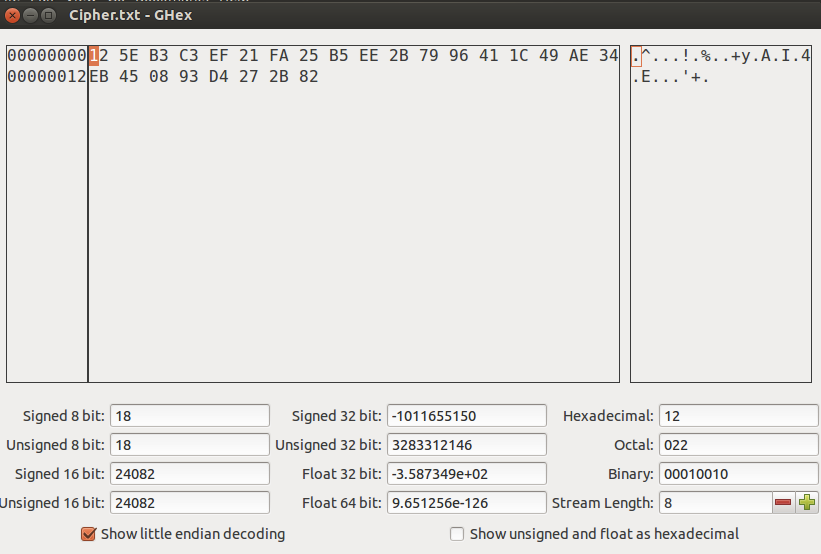 Cipher.txt - GHex
00000000 12 5E B3 C3 EF 21 FA 25 B5 EE 2B 79 96 41 1C 49 AE 34 .^...!.%..+y.A.I.4
00000012 EB 45 08 93 D4 27 2B 82 .E...'+.
Signed 8 bit: 18 Signed 32 bit: -1011655150 Hexadecimal: 12
Unsigned 8 bit: 18 Unsigned 32 bit: 3283312146 Octal: 022
Signed 16 bit: 24082 Float 32 bit: -3.587349e+02 Binary: 00010010
Unsigned 16 bit: 24082 Float 64 bit: 9.651256e-126 Stream Length: 8
Show little endian decoding Show unsigned and float as hexadecimal